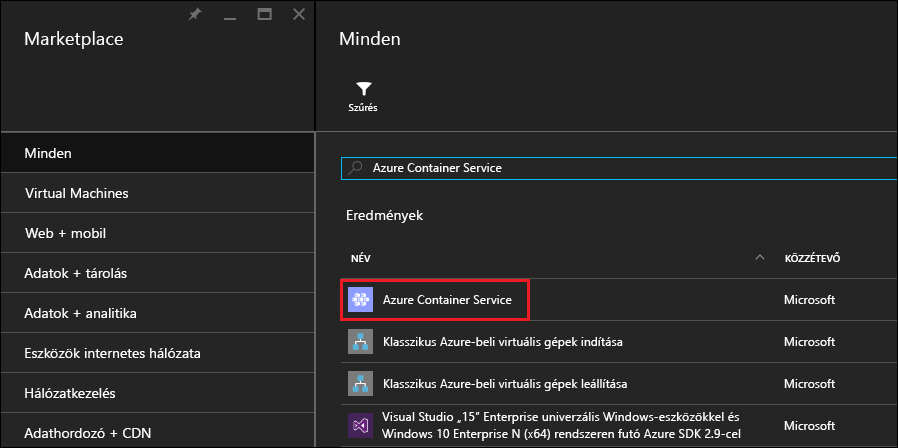 Marketplace
Minden
Virtual Machines
Web + mobil
Adatok + tárolás
Adatok + analitika
Eszközök internetes hálózata
Hálózatkezelés
Adathordozó + CDN
Minden
Szűrés
Azure Container Service
Eredmények
NÉV KÖZZÉTEVŐ
Azure Container Service Microsoft
Klasszikus Azure-beli virtuális gépek indítása Microsoft
Klasszikus Azure-beli virtuális gépek leállítása Microsoft
Visual Studio „15” Enterprise univerzális Windows-eszközökkel és
Windows 10 Enterprise N (x64) rendszeren futó Azure SDK 2.9-cel Microsoft